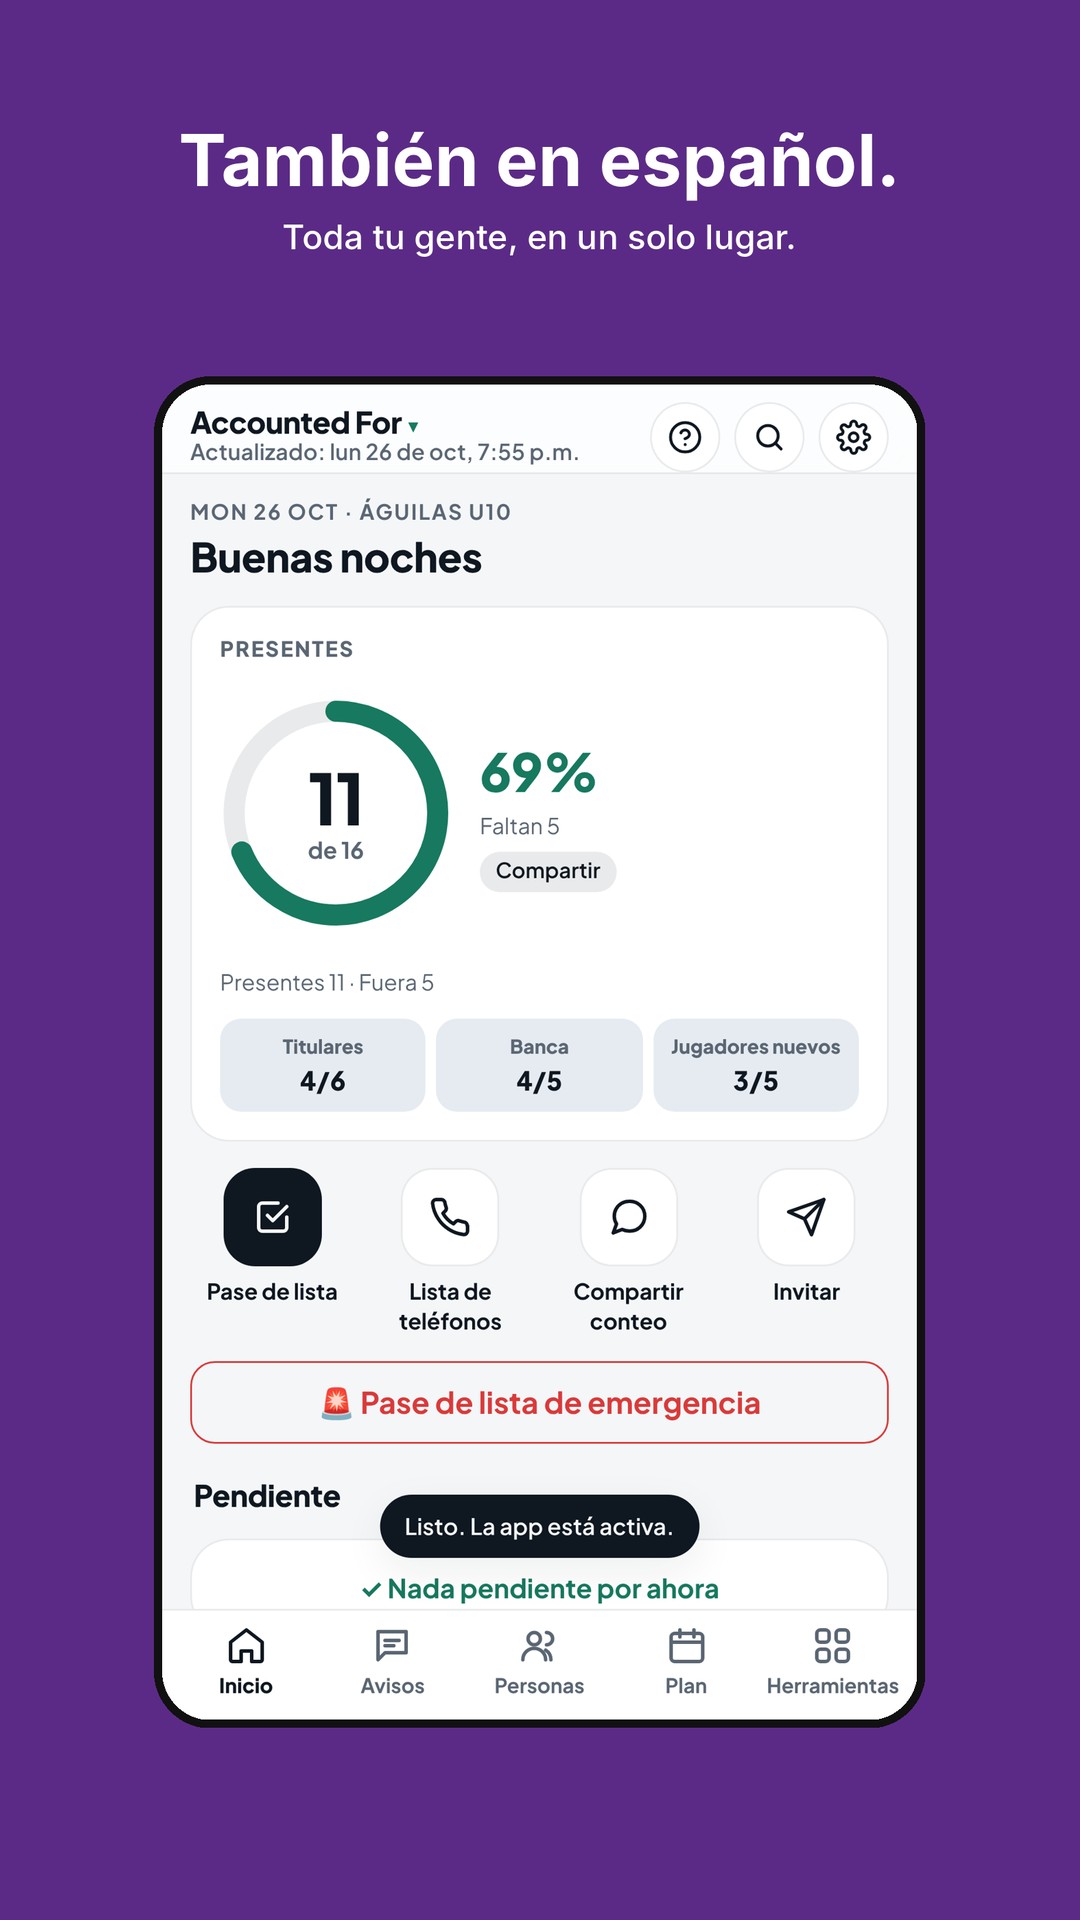 También en español.
Toda tu gente, en un solo lugar.
Accounted For ▾
Actualizado: lun 26 de oct, 7:55 p.m.
MON 26 OCT · ÁGUILAS U10
Buenas noches
PRESENTES
11
de 16
69%
Faltan 5
Compartir
Presentes 11 · Fuera 5
Titulares
4/6
Banca
4/5
Jugadores nuevos
3/5
Pase de lista
Lista de
teléfonos
Compartir
conteo
Invitar
🚨 Pase de lista de emergencia
Pendiente
Listo. La app está activa.
✓ Nada pendiente por ahora
Inicio
Avisos
Personas
Plan
Herramientas